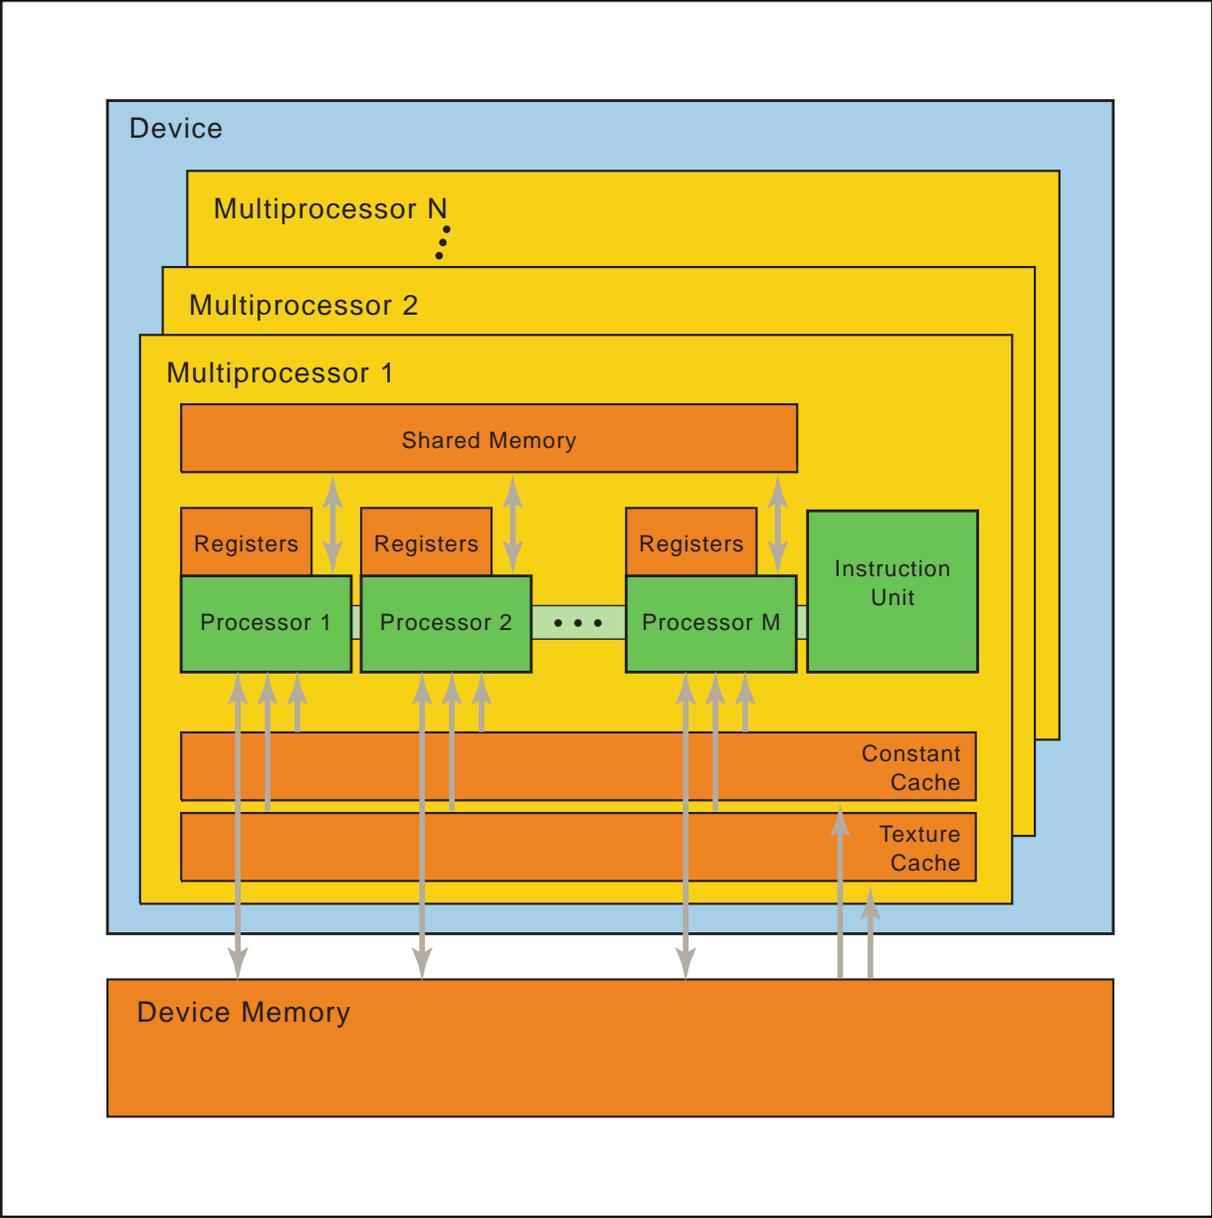 Device
Multiprocessor N
Multiprocessor 2
Multiprocessor 1
Shared Memory
Registers
Registers
Registers
Instruction
Unit
Processor 1
Processor 2
Processor M
Constant
Cache
Texture
Cache
Device Memory